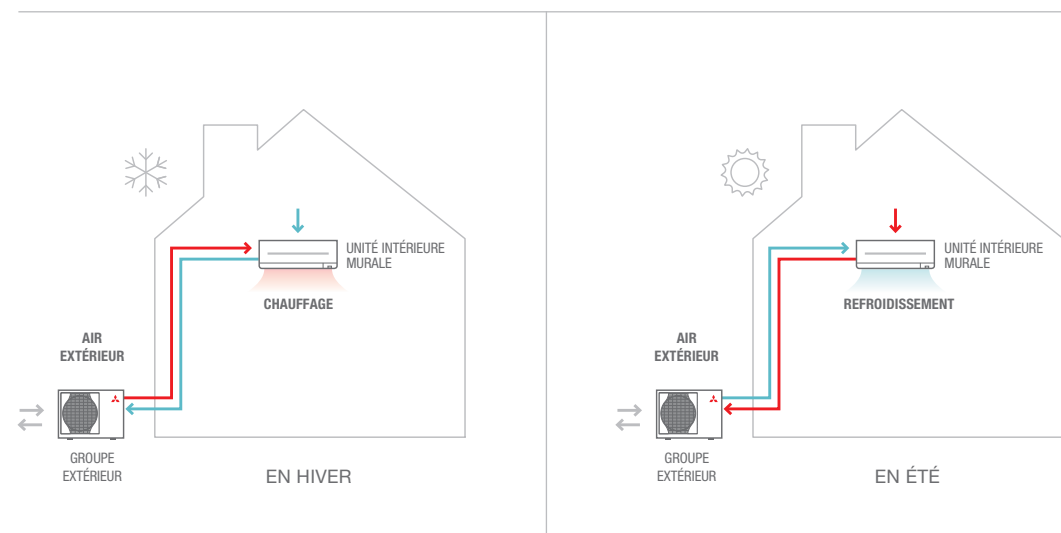 UNITÉ INTÉRIEURE
MURALE
CHAUFFAGE
AIR
EXTÉRIEUR
GROUPE
EXTÉRIEUR
EN HIVER
UNITÉ INTÉRIEURE
MURALE
REFROIDISSEMENT
AIR
EXTÉRIEUR
GROUPE
EXTÉRIEUR
EN ÉTÉ